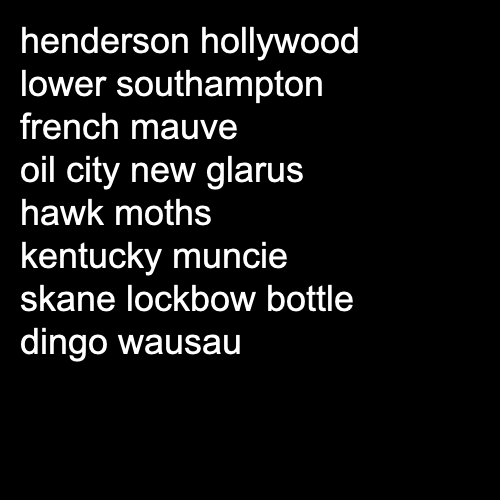 henderson hollywood
lower southampton
french mauve
oil city new glarus
hawk moths
kentucky muncie
skane lockbow bottle
dingo wausau